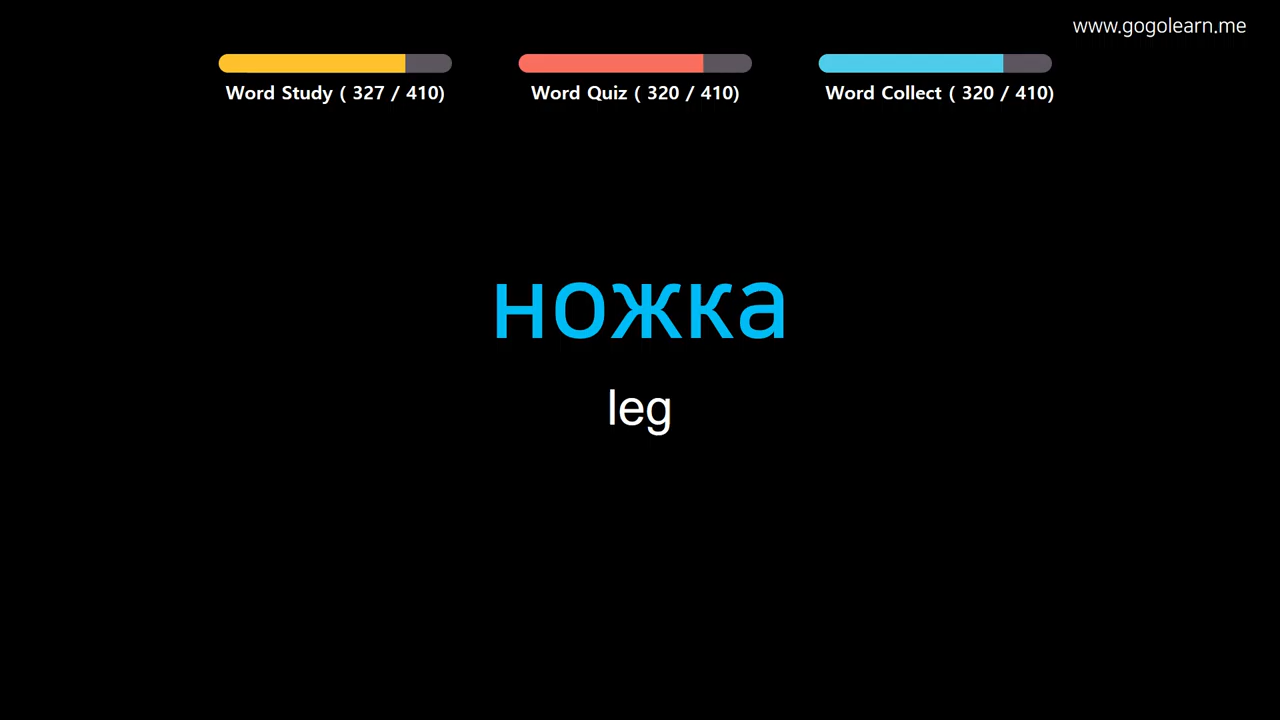 www.gogolearn.me
Word Study ( 327 / 410)
Word Quiz ( 320 / 410)
Word Collect ( 320 / 410)
ножка
leg